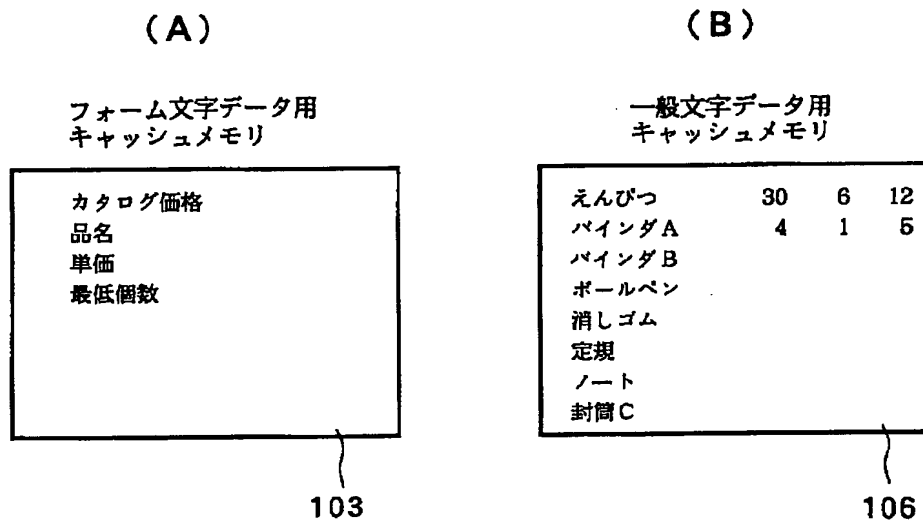 (A)
フォーム文字データ用
キャッシュメモリ
カタログ価格
品名
単価
最低個数
103
(B)
一般文字データ用
キャッシュメモリ
えんぴつ 30 6 12
バインダA 4 1 5
バインダB
ボールペン
消しゴム
定規
ノート
封筒C
106